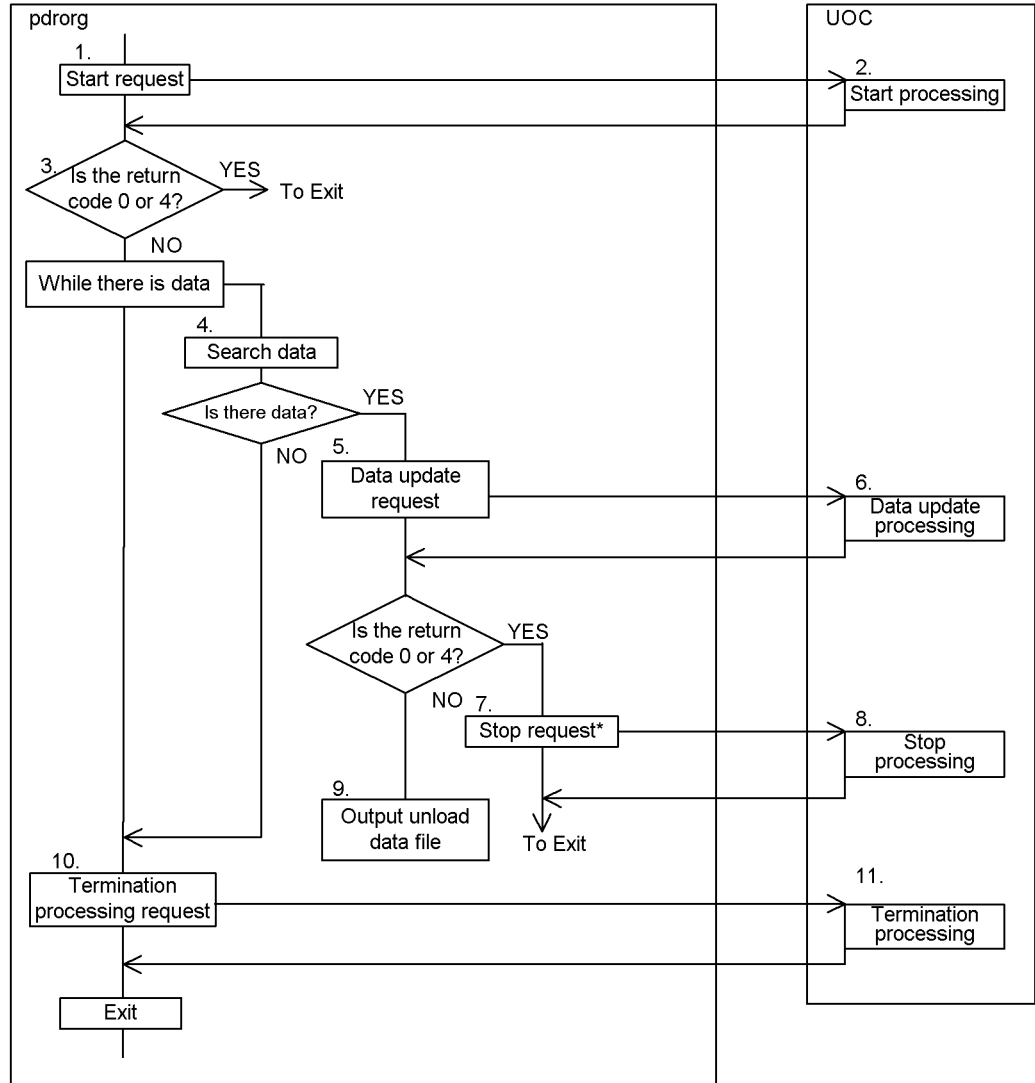 pdrorg
UOC
1.
Start request
2.
Start processing
3.
Is the return
code 0 or 4?
YES
To Exit
NO
While there is data
4.
Search data
Is there data?
YES
NO
5.
Data update
request
6.
Data update
processing
Is the return
code 0 or 4?
YES
NO
7.
Stop request*
8.
Stop
processing
9.
Output unload
data file
To Exit
10.
Termination
processing request
11.
Termination
processing
Exit